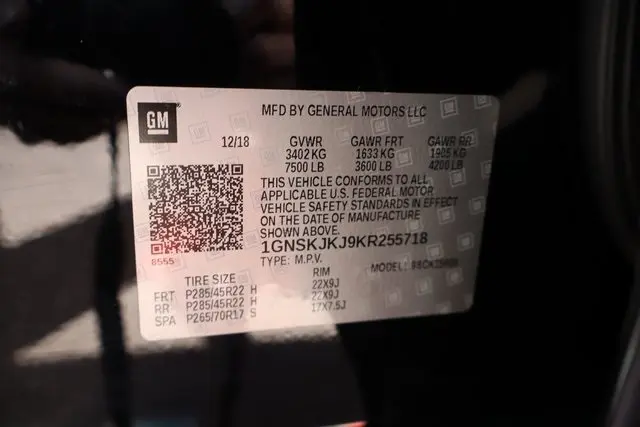 GM
MFD BY GENERAL MOTORS LLC
12/18 GVWR GAWR FRT GAWR RR
3402 KG 1633 KG 1905 KG
7500 LB 3600 LB 4200 LB
THIS VEHICLE CONFORMS TO ALL
APPLICABLE U.S. FEDERAL MOTOR
VEHICLE SAFETY STANDARDS IN EFFECT
ON THE DATE OF MANUFACTURE
SHOWN ABOVE.
1GNSKJKJ9KR255718
8555
TYPE: M.P.V. MODEL:
TIRE SIZE RIM
FRT P285/45R22 H 22X9J
RR P285/45R22 H 22X9J
SPA P265/70R17 S 17X7.5J